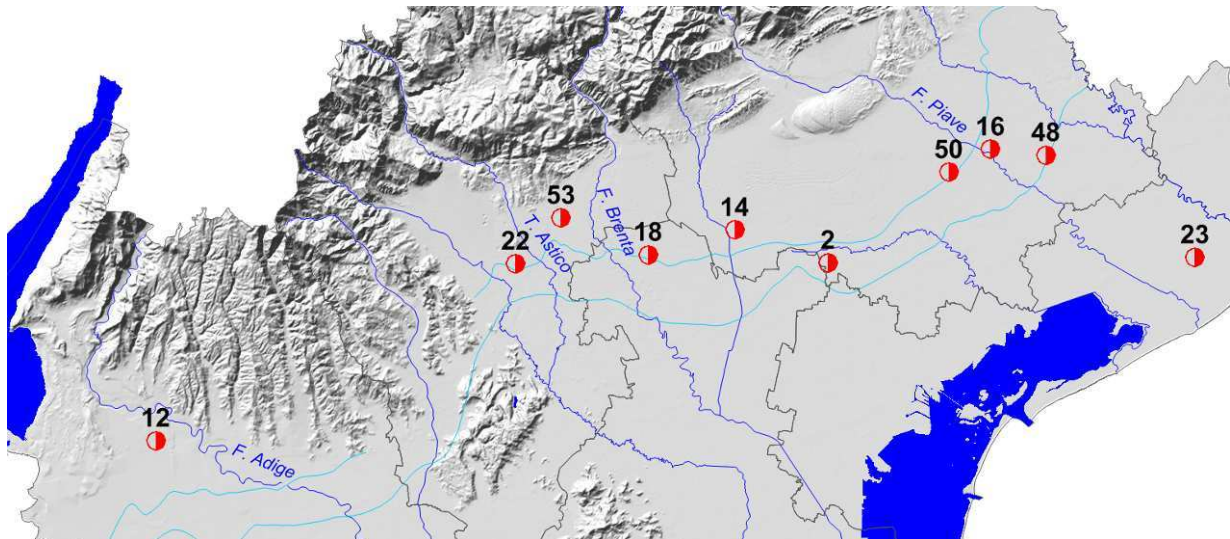 F. Piave
16
48
50
53
F. Brenta
14
T. Astico
22
18
2
23
12
F. Adige